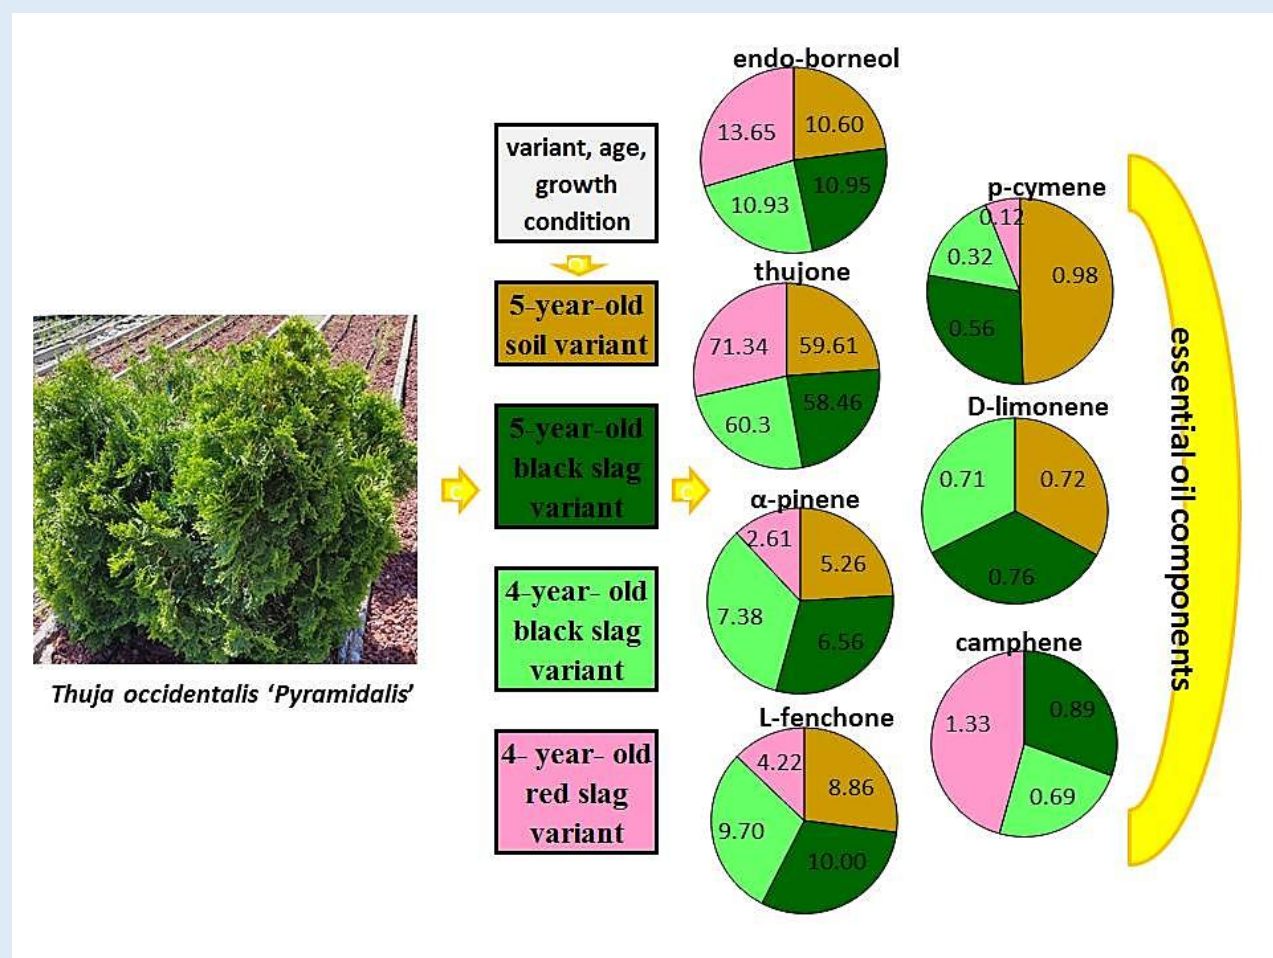 variant, age,
growth
condition
5-year-old
soil variant
5-year-old
black slag
variant
4-year- old
black slag
variant
4- year- old
red slag
variant
Thuja occidentalis ‘Pyramidalis’
C
C
endo-borneol
13.65
10.60
10.93
10.95
thujone
71.34
59.61
60.3
58.46
α-pinene
2.61
5.26
7.38
6.56
L-fenchone
4.22
8.86
9.70
10.00
p-cymene
0.12
0.32
0.98
0.56
D-limonene
0.71
0.72
0.76
camphene
1.33
0.89
0.69
essential oil components